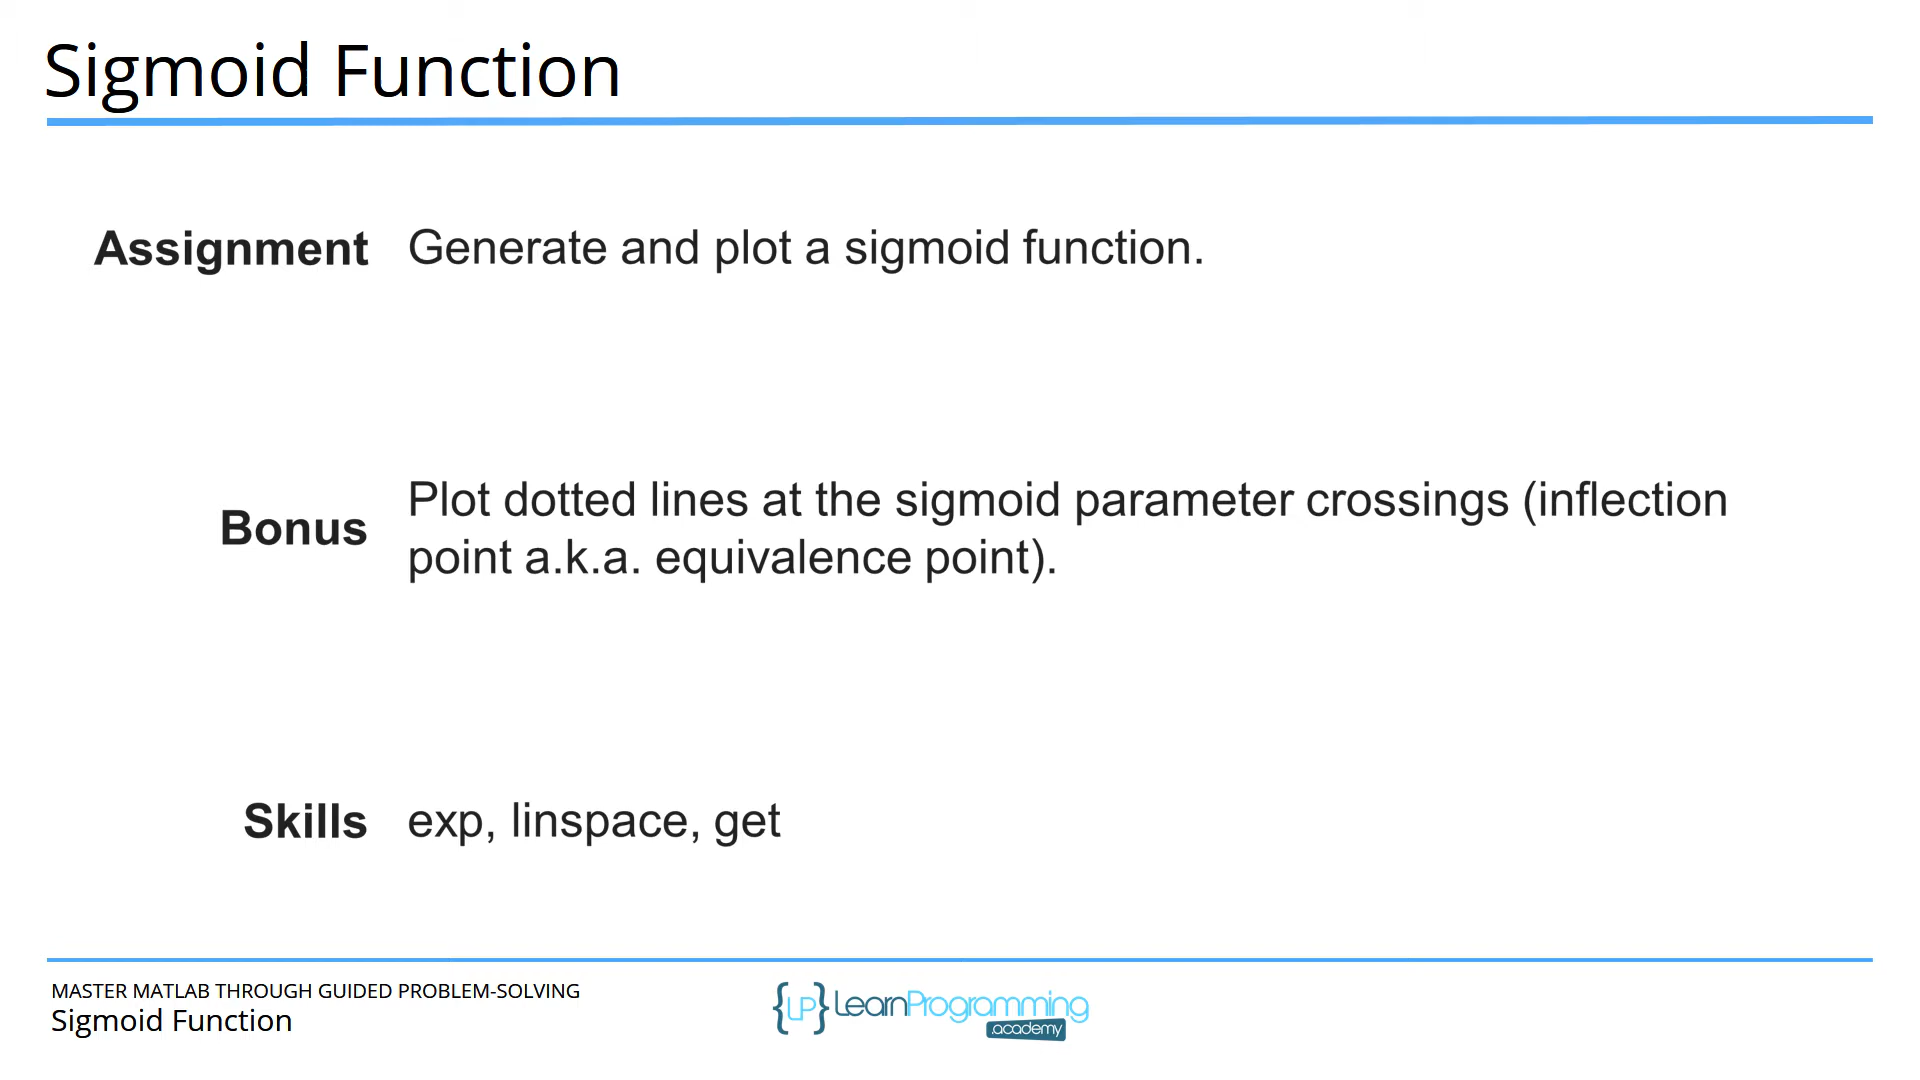 Sigmoid Function
Assignment Generate and plot a sigmoid function.
Bonus Plot dotted lines at the sigmoid parameter crossings (inflection
point a.k.a. equivalence point).
Skills exp, linspace, get
MASTER MATLAB THROUGH GUIDED PROBLEM-SOLVING
Sigmoid Function
{LP} LearnProgramming
.academy